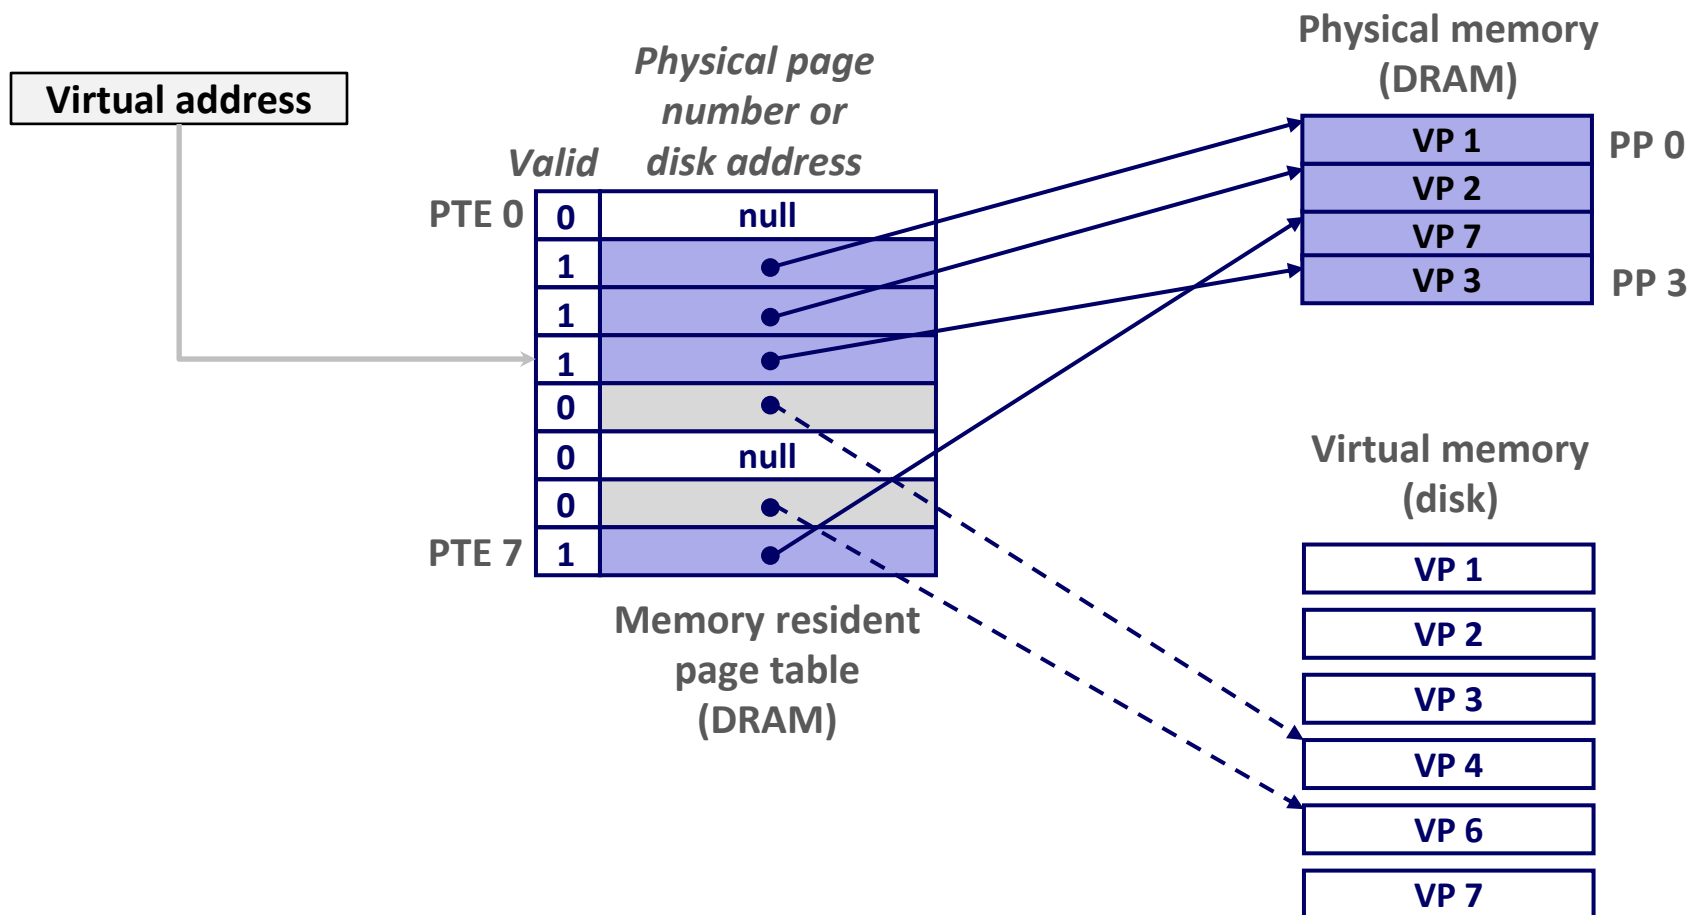 Virtual address
Physical page
number or
disk address
Valid
PTE 0
0
null
1
1
1
0
0
null
0
PTE 7
1
Memory resident
page table
(DRAM)
Physical memory
(DRAM)
VP 1
PP 0
VP 2
VP 7
VP 3
PP 3
Virtual memory
(disk)
VP 1
VP 2
VP 3
VP 4
VP 6
VP 7